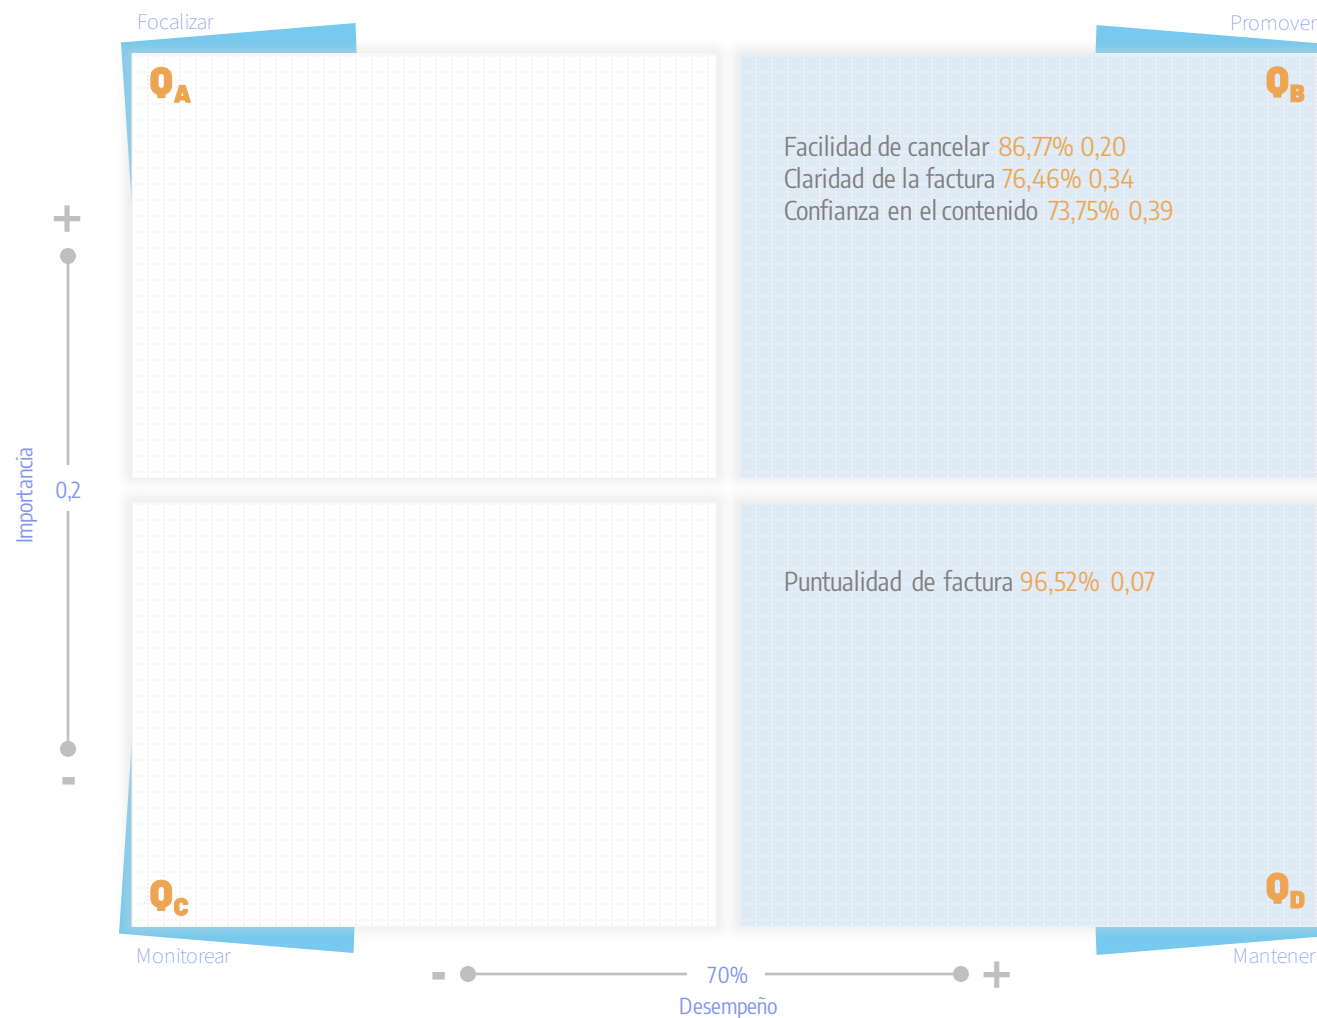 Focalizar
Promover
QA
QB
Facilidad de cancelar 86,77% 0,20
Claridad de la factura 76,46% 0,34
Confianza en el contenido 73,75% 0,39
+
Importancia
0,2
Puntualidad de factura 96,52% 0,07
-
QC
QD
Monitorear
Mantener
- 70% +
Desempeño